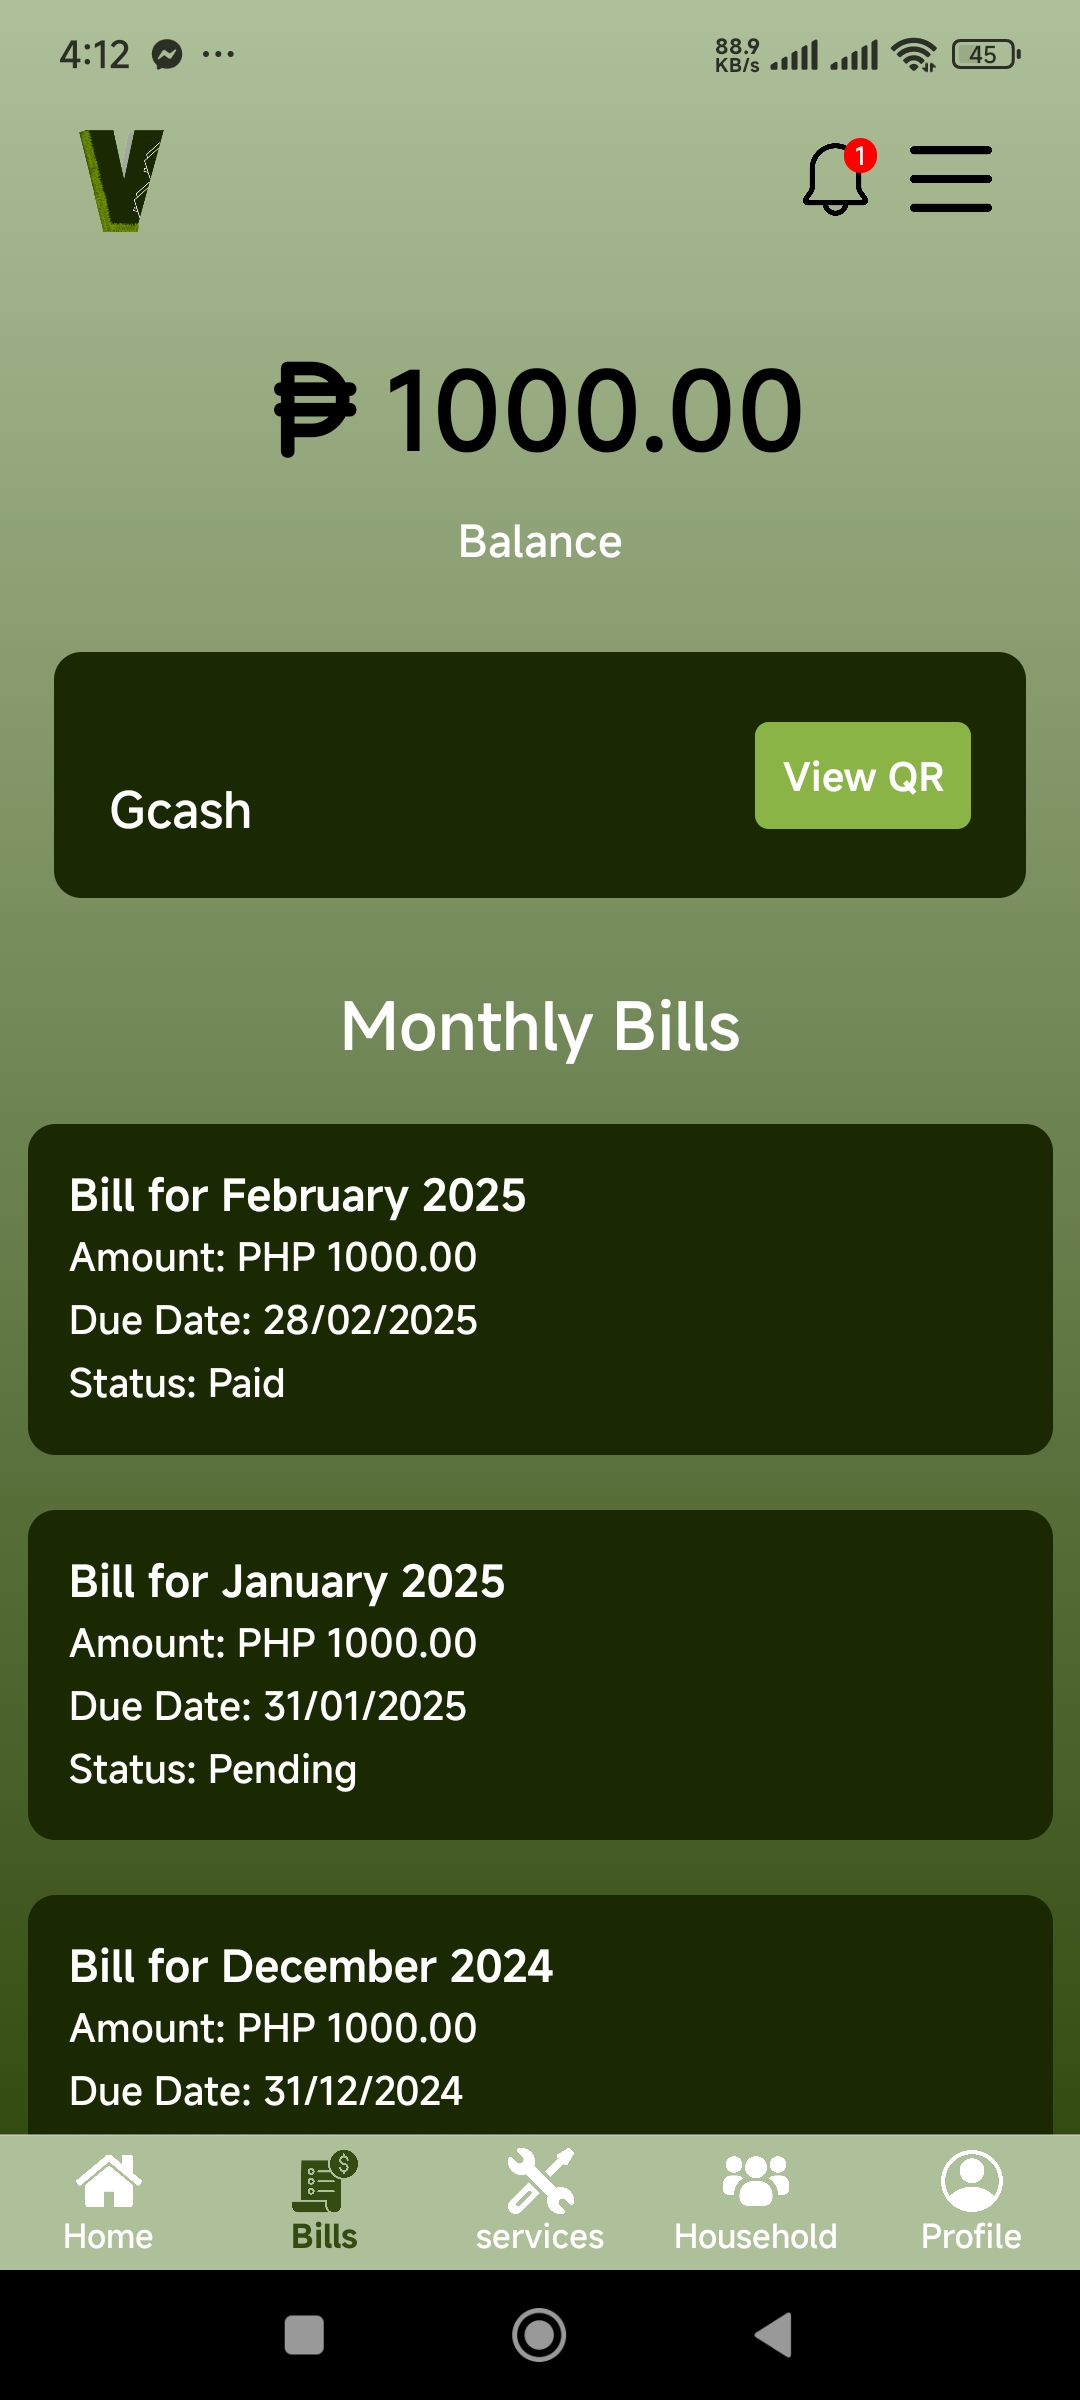 4:12 ... 88.9 KB/s 45
V 1
₱ 1000.00
Balance
Gcash
View QR
Monthly Bills
Bill for February 2025
Amount: PHP 1000.00
Due Date: 28/02/2025
Status: Paid
Bill for January 2025
Amount: PHP 1000.00
Due Date: 31/01/2025
Status: Pending
Bill for December 2024
Amount: PHP 1000.00
Due Date: 31/12/2024
Home Bills services Household Profile